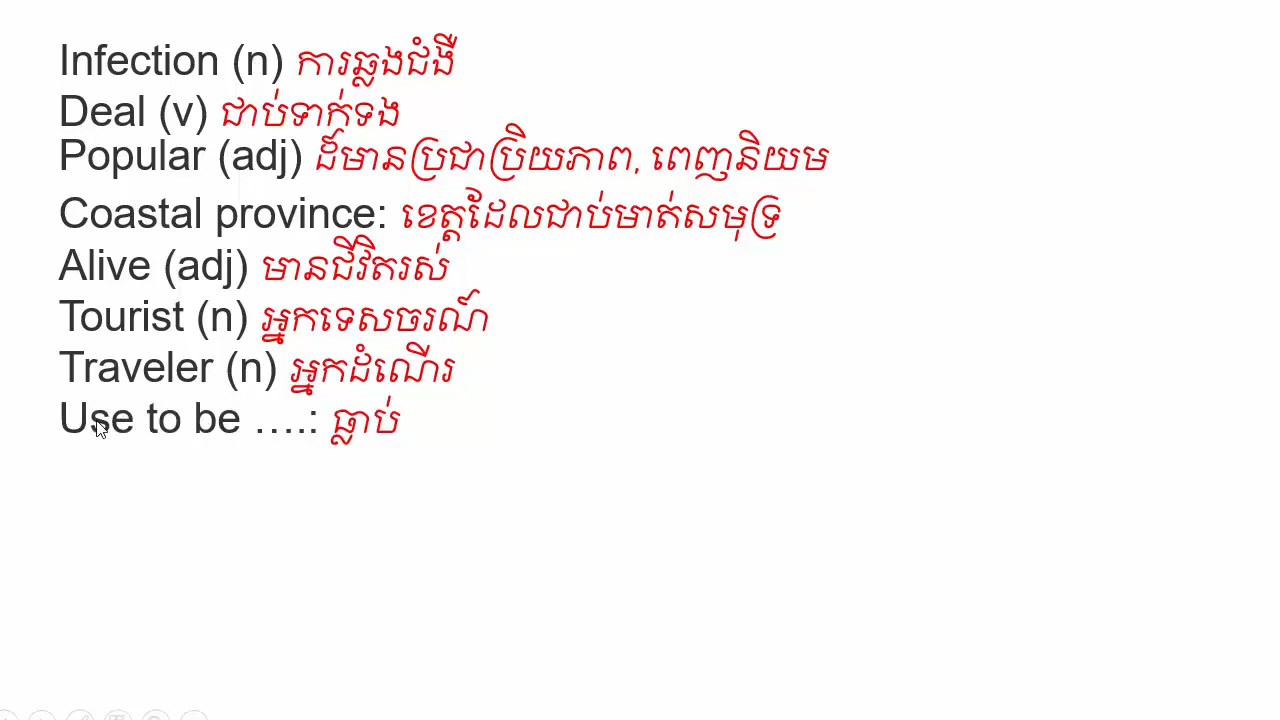 Infection (n) ការឆ្លងជំងឺ
Deal (v) ជាប់ទាក់ទង
Popular (adj) ដ៏មានប្រជាប្រិយភាព, ពេញនិយម
Coastal province: ខេត្តដែលជាប់មាត់សមុទ្រ
Alive (adj) មានជីវិតរស់
Tourist (n) អ្នកទេសចរណ៍
Traveler (n) អ្នកដំណើរ
Use to be ….: ធ្លាប់